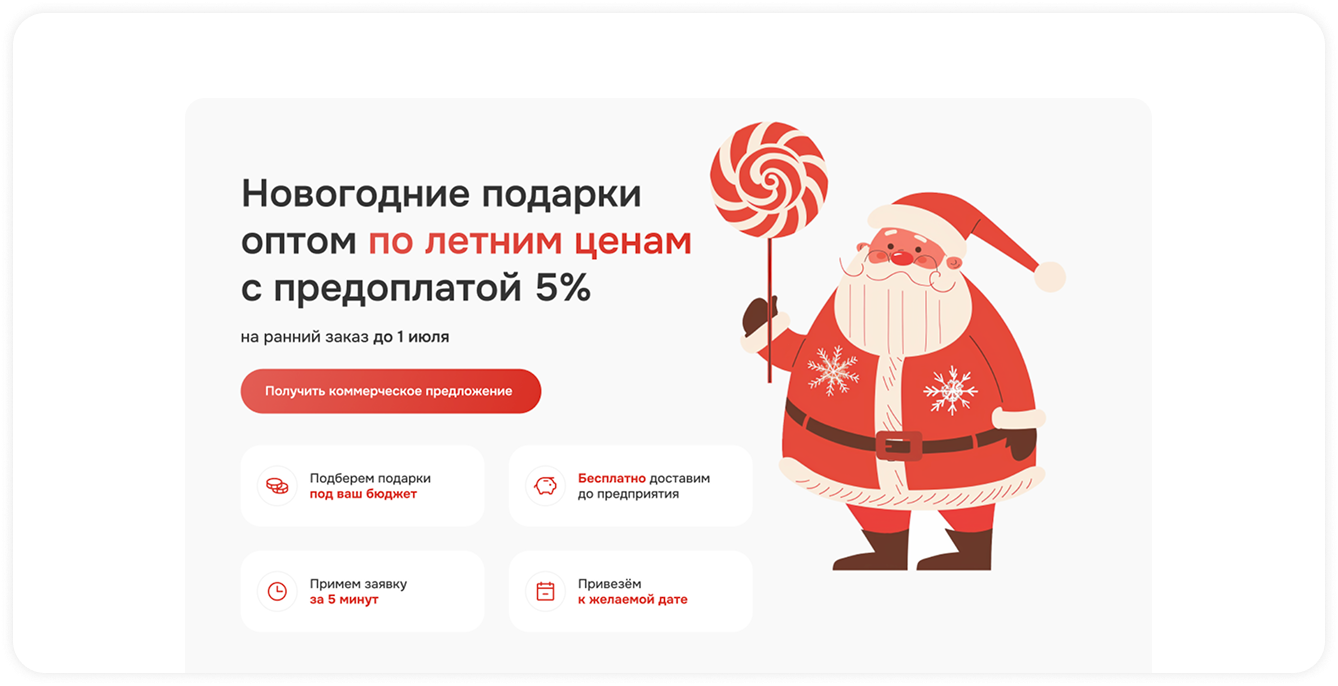 Новогодние подарки
оптом по летним ценам
с предоплатой 5%
на ранний заказ до 1 июля
Получить коммерческое предложение
Подберем подарки
под ваш бюджет
Бесплатно доставим
до предприятия
Примем заявку
за 5 минут
Привезём
к желаемой дате